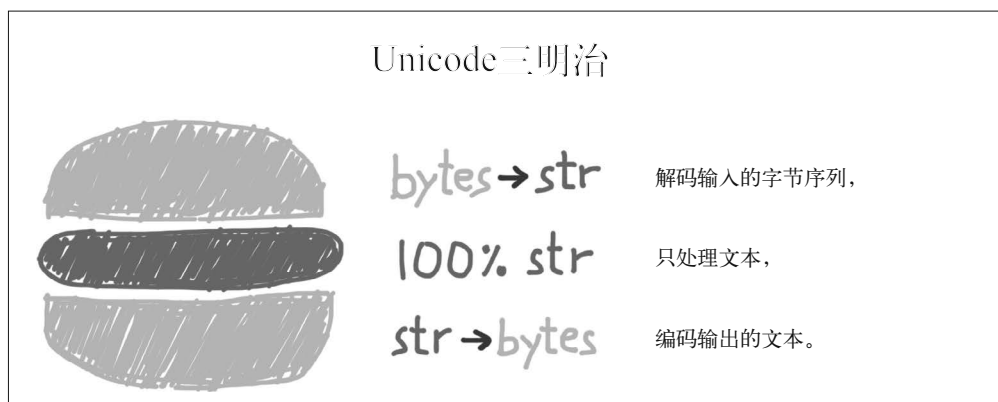 Unicode三明治
bytes→str 解码输入的字节序列，
100% str 只处理文本，
str→bytes 编码输出的文本。